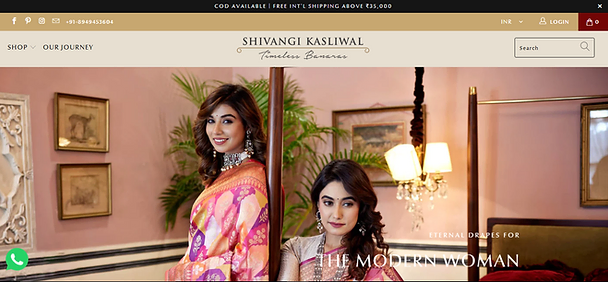 COD AVAILABLE | FREE INT'L SHIPPING ABOVE ₹35,000
+91-8949455604
INR
LOGIN
0
SHOP
OUR JOURNEY
SHIVANGI KASLIWAL
Timeless Banaras
Search
ETERNAL DRAPES FOR
THE MODERN WOMAN